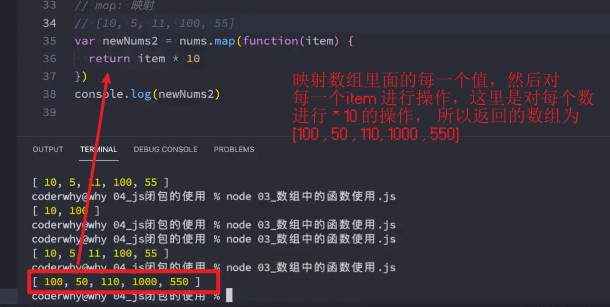 33 // map: 映射
34 // [10, 5, 11, 100, 55]
35 var newNums2 = nums.map(function(item) {
36 return item * 10
37 })
38 console.log(newNums2)
39
映射数组里面的每一个值，然后对
每一个item 进行操作，这里是对每个数
进行 * 10 的操作， 所以返回的数组为
[100 , 50 , 110, 1000 , 550]
OUTPUT TERMINAL DEBUG CONSOLE PROBLEMS
[ 10, 5, 11, 100, 55 ]
coderwhy@why 04_js闭包的使用 % node 03_数组中的函数使用.js
[ 10, 100 ]
coderwhy@why 04_js闭包的使用 % node 03_数组中的函数使用.js
coderwhy@why 04_js闭包的使用 % node 03_数组中的函数使用.js
[ 10, 5, 11, 100, 55 ]
coderwhy@why 04_js闭包的使用 % node 03_数组中的函数使用.js
[ 100, 50, 110, 1000, 550 ]
coderwhy@why 04_js闭包的使用 %